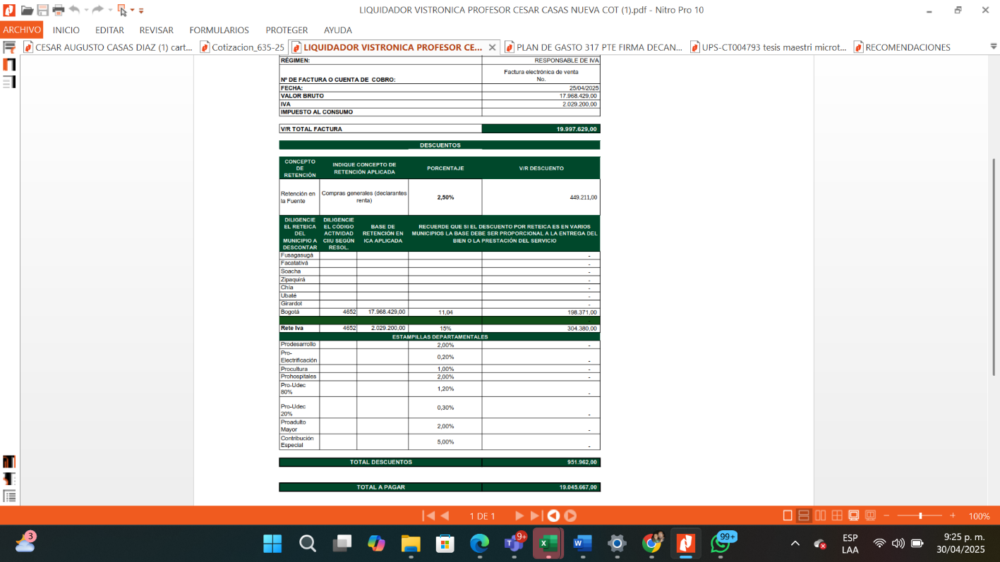 LIQUIDADOR VISTRONICA PROFESOR CESAR CASAS NUEVA COT (1).pdf - Nitro Pro 10
ARCHIVO INICIO EDITAR REVISAR FORMULARIOS PROTEGER AYUDA
CESAR AUGUSTO CASAS DIAZ (1) cart... Cotizacion_635-25 LIQUIDADOR VISTRONICA PROFESOR CE... PLAN DE GASTO 317 PTE FIRMA DECAN... UPS-CT004793 tesis maestri microt... RECOMENDACIONES
RÉGIMEN: RESPONSABLE DE IVA
Factura electrónica de venta
No.
Nº DE FACTURA O CUENTA DE COBRO:
FECHA: 25/04/2025
VALOR BRUTO 17.968.429,00
IVA 2.029.200,00
IMPUESTO AL CONSUMO
V/R TOTAL FACTURA 19.997.629,00
DESCUENTOS
CONCEPTO
DE
RETENCIÓN
INDIQUE CONCEPTO DE
RETENCIÓN APLICADA
PORCENTAJE
V/R DESCUENTO
Retención en
la Fuente
Compras generales (declarantes
renta)
2,50%
449.211,00
DILIGENCIE
EL RETEICA
DEL
MUNICIPIO A
DESCONTAR
DILIGENCIE
EL CÓDIGO
ACTIVIDAD
CIIU SEGÚN
RESOL.
BASE DE
RETENCIÓN EN
ICA APLICADA
RECUERDE QUE SI EL DESCUENTO POR RETEICA ES EN VARIOS
MUNICIPIOS LA BASE DEBE SER PROPORCIONAL A LA ENTREGA DEL
BIEN O LA PRESTACIÓN DEL SERVICIO
Fusagasugá -
Facatativá -
Soacha -
Zipaquirá -
Chía -
Ubaté -
Girardot -
Bogotá 4652 17.968.429,00 11,04 198.371,00
-
Rete Iva 4652 2.029.200,00 15% 304.380,00
ESTAMPILLAS DEPARTAMENTALES
Prodesarrollo 2,00% -
Pro-
Electrificación 0,20% -
Procultura 1,00% -
Prohospitales 2,00% -
Pro-Udec
80% 1,20% -
Pro-Udec
20% 0,30% -
Proadulto
Mayor 2,00% -
Contribución
Especial 5,00% -
TOTAL DESCUENTOS 951.962,00
TOTAL A PAGAR 19.045.667,00
1 DE 1
100%
3
9+
99+
ESP
LAA
9:25 p. m.
30/04/2025